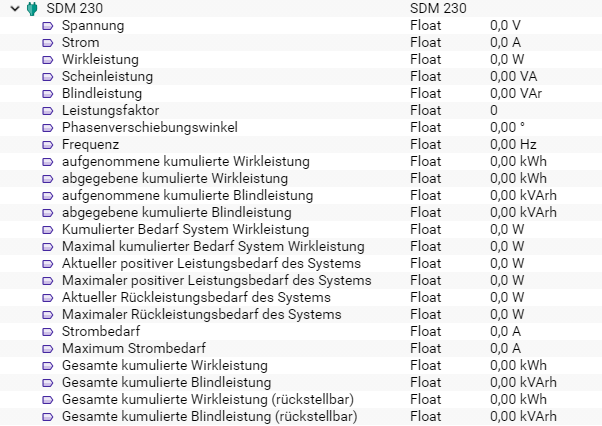 SDM 230 SDM 230
Spannung Float 0,0 V
Strom Float 0,0 A
Wirkleistung Float 0,0 W
Scheinleistung Float 0,00 VA
Blindleistung Float 0,00 VAr
Leistungsfaktor Float 0
Phasenverschiebungswinkel Float 0,00 °
Frequenz Float 0,00 Hz
aufgenommene kumulierte Wirkleistung Float 0,00 kWh
abgegebene kumulierte Wirkleistung Float 0,00 kWh
aufgenommene kumulierte Blindleistung Float 0,00 kVArh
abgegebene kumulierte Blindleistung Float 0,00 kVArh
Kumulierter Bedarf System Wirkleistung Float 0,0 W
Maximal kumulierter Bedarf System Wirkleistung Float 0,0 W
Aktueller positiver Leistungsbedarf des Systems Float 0,0 W
Maximaler positiver Leistungsbedarf des Systems Float 0,0 W
Aktueller Rückleistungsbedarf des Systems Float 0,0 W
Maximaler Rückleistungsbedarf des Systems Float 0,0 W
Strombedarf Float 0,0 A
Maximum Strombedarf Float 0,0 A
Gesamte kumulierte Wirkleistung Float 0,00 kWh
Gesamte kumulierte Blindleistung Float 0,00 kVArh
Gesamte kumulierte Wirkleistung (rückstellbar) Float 0,00 kWh
Gesamte kumulierte Blindleistung (rückstellbar) Float 0,00 kVArh